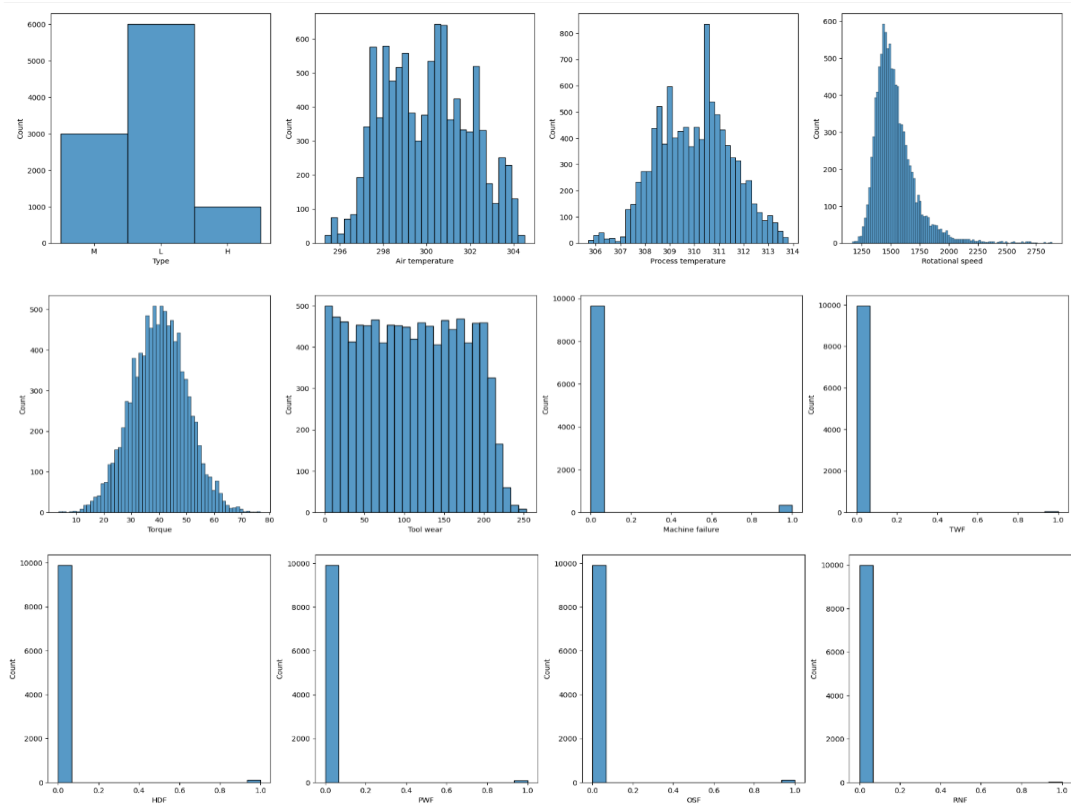 6000
5000
4000
3000
2000
1000
0
Count
M L H
Type
600
500
400
300
200
100
0
Count
296 298 300 302 304
Air temperature
800
700
600
500
400
300
200
100
0
Count
306 307 308 309 310 311 312 313 314
Process temperature
600
500
400
300
200
100
0
Count
1250 1500 1750 2000 2250 2500 2750
Rotational speed
500
400
300
200
100
0
Count
10 20 30 40 50 60 70 80
Torque
500
400
300
200
100
0
Count
0 50 100 150 200 250
Tool wear
10000
8000
6000
4000
2000
0
Count
0.0 0.2 0.4 0.6 0.8 1.0
Machine failure
10000
8000
6000
4000
2000
0
Count
0.0 0.2 0.4 0.6 0.8 1.0
TWF
10000
8000
6000
4000
2000
0
Count
0.0 0.2 0.4 0.6 0.8 1.0
HDF
10000
8000
6000
4000
2000
0
Count
0.0 0.2 0.4 0.6 0.8 1.0
PWF
10000
8000
6000
4000
2000
0
Count
0.0 0.2 0.4 0.6 0.8 1.0
OSF
10000
8000
6000
4000
2000
0
Count
0.0 0.2 0.4 0.6 0.8 1.0
RNF